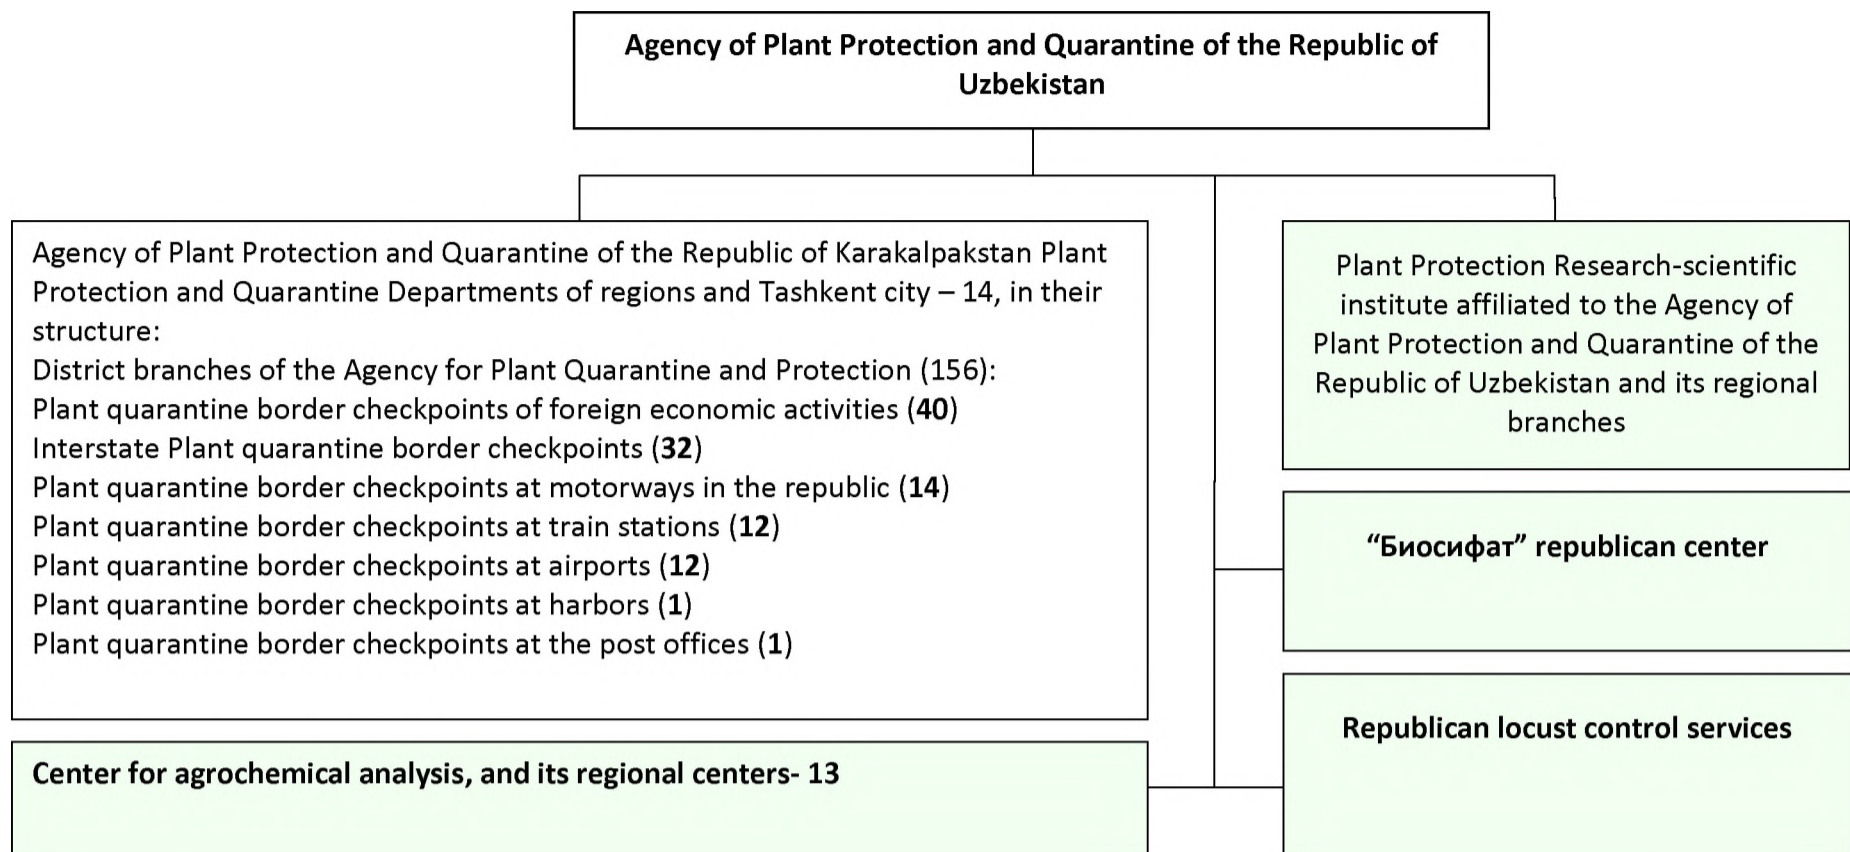 Agency of Plant Protection and Quarantine of the Republic of
Uzbekistan
Agency of Plant Protection and Quarantine of the Republic of Karakalpakstan Plant
Protection and Quarantine Departments of regions and Tashkent city – 14, in their
structure:
District branches of the Agency for Plant Quarantine and Protection (156):
Plant quarantine border checkpoints of foreign economic activities (40)
Interstate Plant quarantine border checkpoints (32)
Plant quarantine border checkpoints at motorways in the republic (14)
Plant quarantine border checkpoints at train stations (12)
Plant quarantine border checkpoints at airports (12)
Plant quarantine border checkpoints at harbors (1)
Plant quarantine border checkpoints at the post offices (1)
Center for agrochemical analysis, and its regional centers- 13
Plant Protection Research-scientific
institute affiliated to the Agency of
Plant Protection and Quarantine of the
Republic of Uzbekistan and its regional
branches
“Биосифат” republican center
Republican locust control services